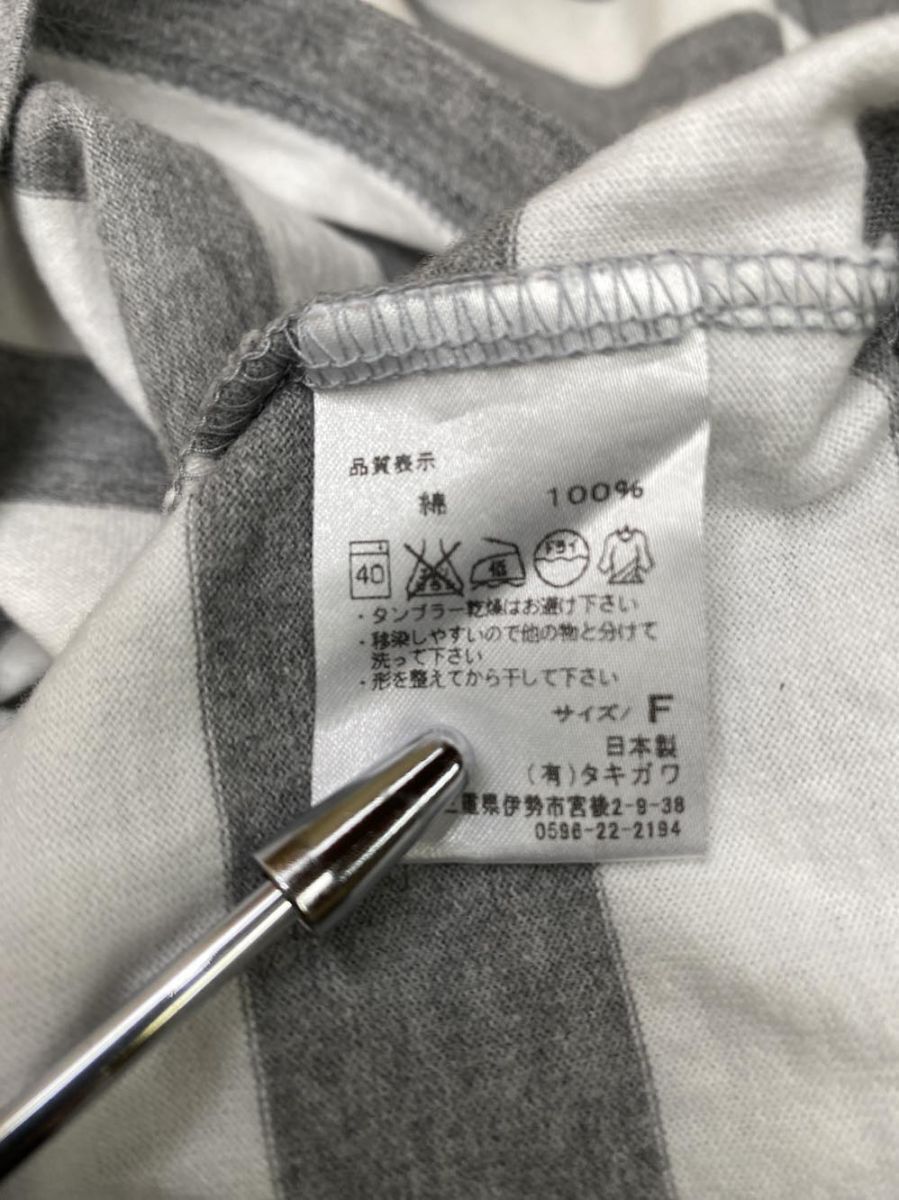 品質表示
綿 100%
40 低 ドライ
・タンブラー乾燥はお避け下さい
・移染しやすいので他の物と分けて
洗って下さい
・形を整えてから干して下さい
サイズ/ F
日本製
(有)タキガワ
重県伊勢市宮後2-9-38
0596-22-2194